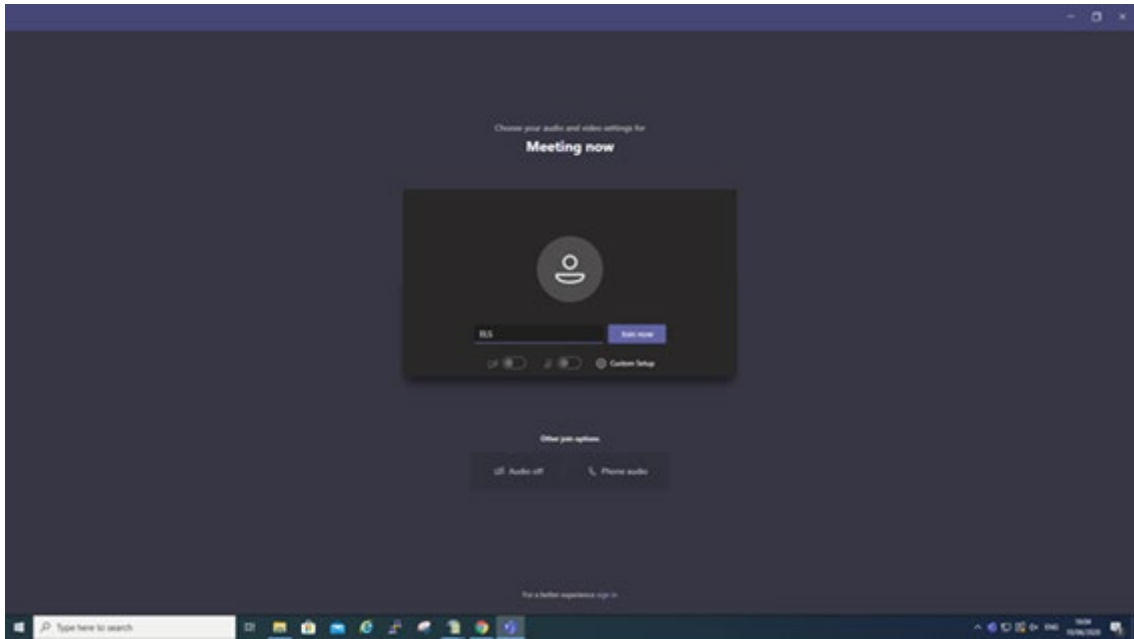 Choose your audio and video settings for
Meeting now
Join now
Custom Setup
Other join options
Audio off
Phone audio
For a better experience sign in
Type here to search
ENG